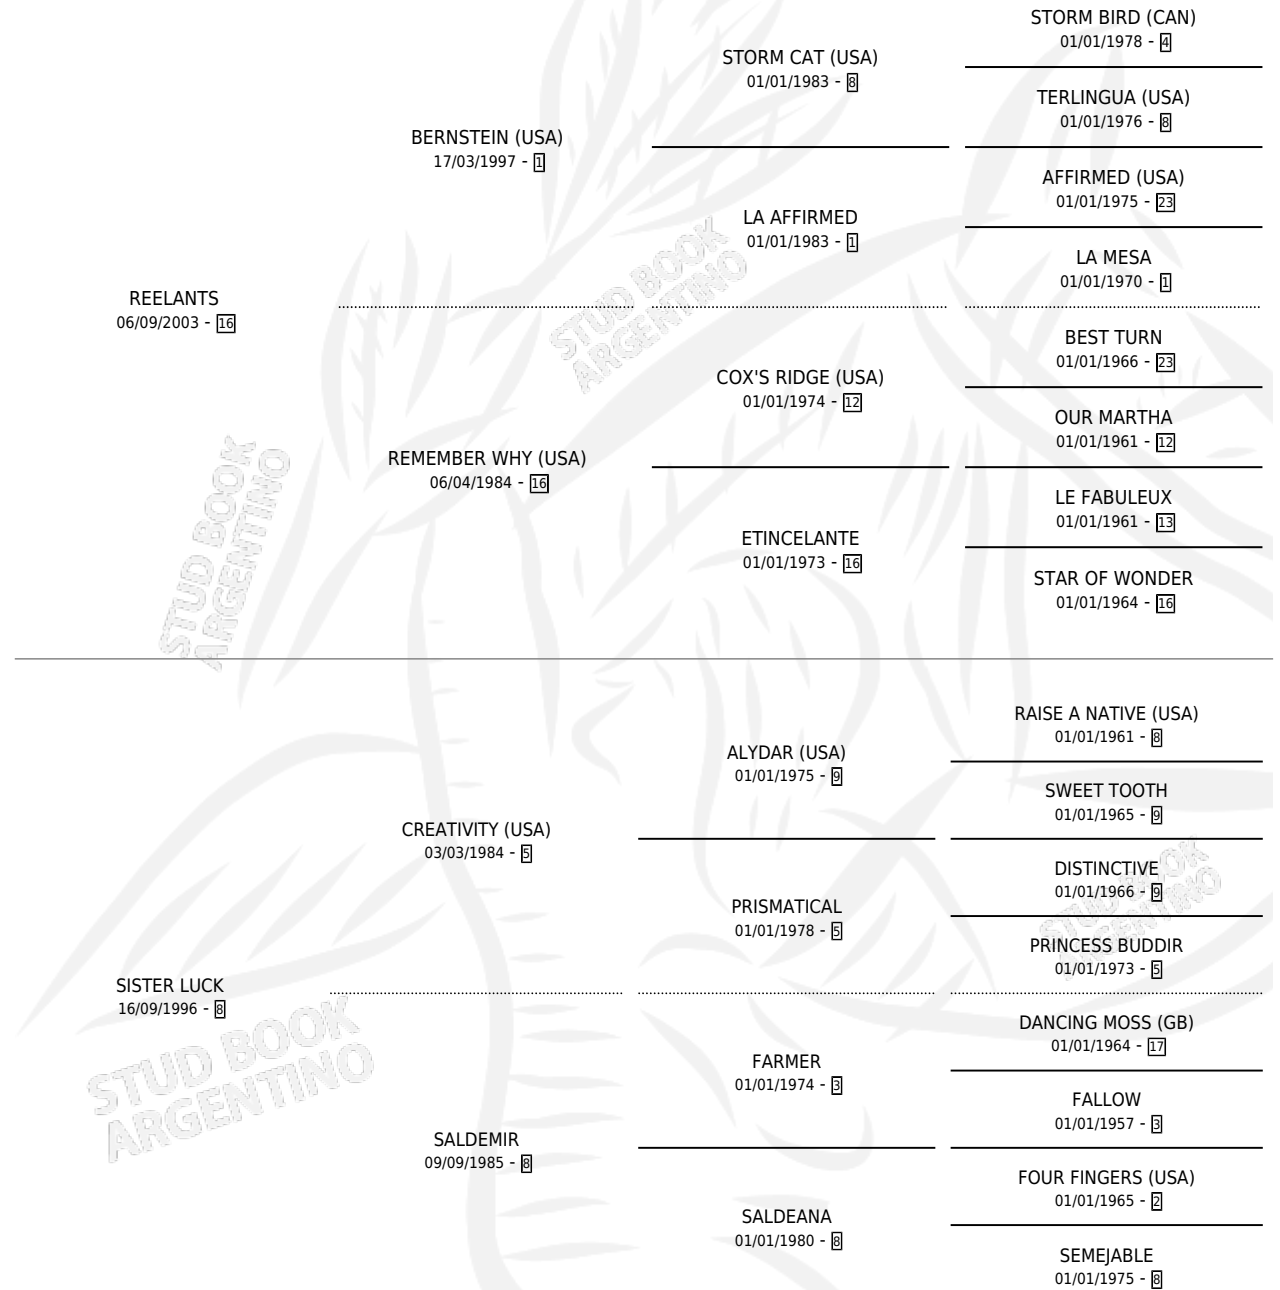 STORM BIRD (CAN)
01/01/1978 - 4
STORM CAT (USA)
01/01/1983 - 8
TERLINGUA (USA)
01/01/1976 - 8
BERNSTEIN (USA)
17/03/1997 - 1
AFFIRMED (USA)
01/01/1975 - 23
LA AFFIRMED
01/01/1983 - 1
LA MESA
01/01/1970 - 1
REELANTS
06/09/2003 - 16
BEST TURN
01/01/1966 - 23
COX'S RIDGE (USA)
01/01/1974 - 12
OUR MARTHA
01/01/1961 - 12
REMEMBER WHY (USA)
06/04/1984 - 16
LE FABULEUX
01/01/1961 - 13
ETINCELANTE
01/01/1973 - 16
STAR OF WONDER
01/01/1964 - 16
STUD BOOK
ARGENTINO
STUD BOOK
ARGENTINO
RAISE A NATIVE (USA)
01/01/1961 - 8
ALYDAR (USA)
01/01/1975 - 9
SWEET TOOTH
01/01/1965 - 9
CREATIVITY (USA)
03/03/1984 - 5
DISTINCTIVE
01/01/1966 - 9
PRISMATICAL
01/01/1978 - 5
PRINCESS BUDDIR
01/01/1973 - 5
SISTER LUCK
16/09/1996 - 8
DANCING MOSS (GB)
01/01/1964 - 17
FARMER
01/01/1974 - 3
FALLOW
01/01/1957 - 3
SALDEMIR
09/09/1985 - 8
FOUR FINGERS (USA)
01/01/1965 - 2
SALDEANA
01/01/1980 - 8
SEMEJABLE
01/01/1975 - 8
STUD BOOK
ARGENTINO
STUD BOOK
ARGENTINO